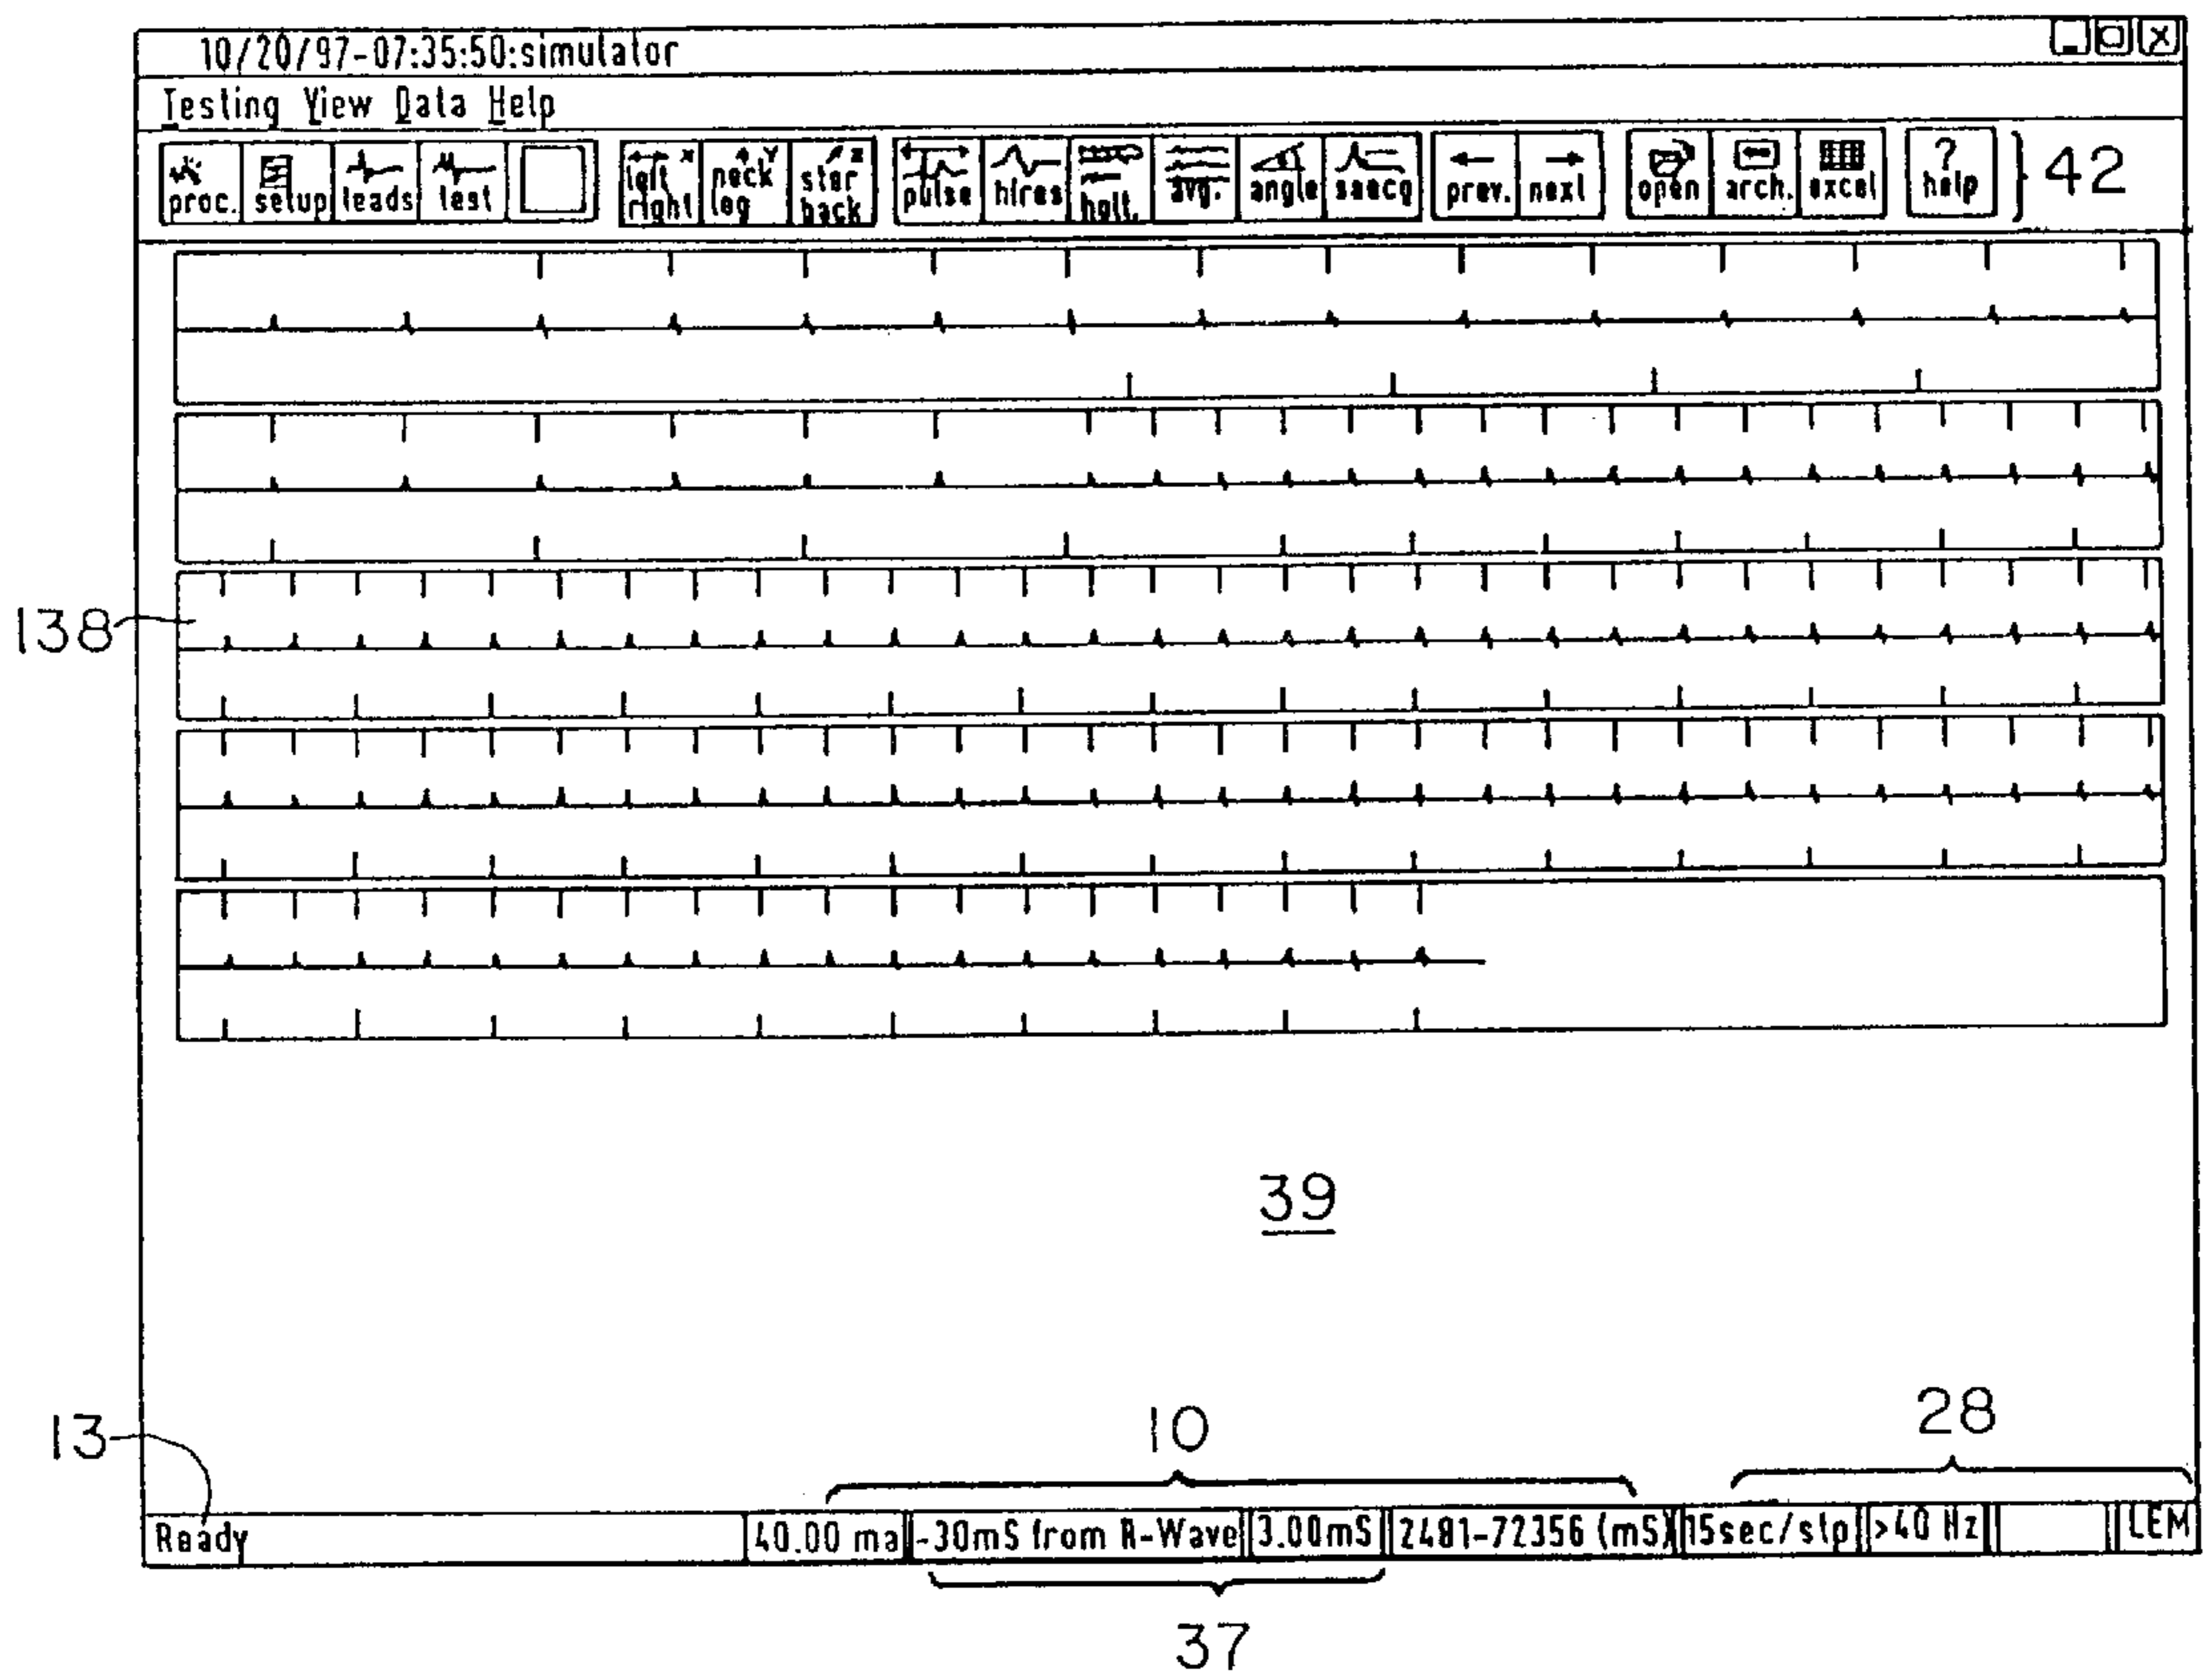 10/20/97-07:35:50:simulator
Testing View Data Help
proc. setup leads test left right X neck leg Y ster back Z pulse hires holt. avg. angle saecg prev. next open arch. excel ? help 42
138
39
10 28
13
Ready 40.00 ma -30mS from R-Wave 3.00mS 2481-72356 (mS) 15sec/stp >40 Hz LEM
37